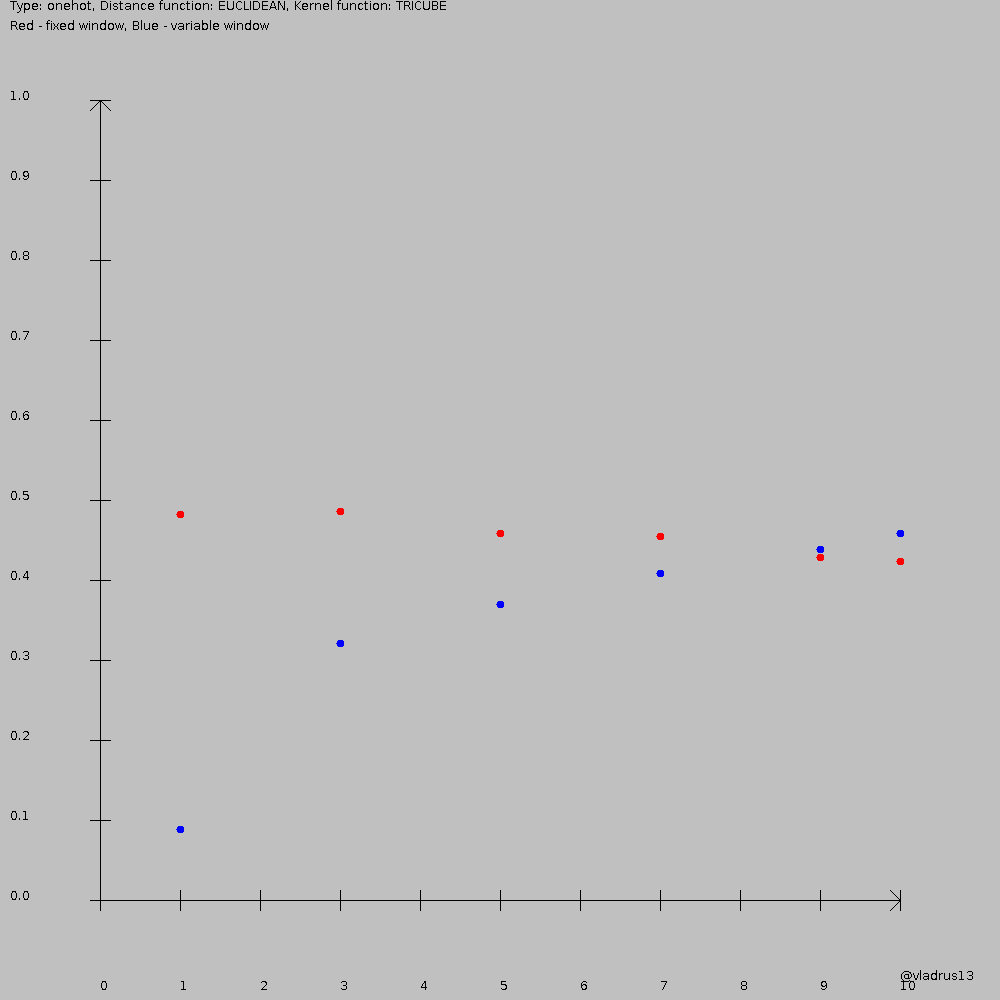 Type: onehot, Distance function: EUCLIDEAN, Kernel function: TRICUBE
Red - fixed window, Blue - variable window
1.0
0.9
0.8
0.7
0.6
0.5
0.4
0.3
0.2
0.1
0.0
@vladrus13
0 1 2 3 4 5 6 7 8 9 10